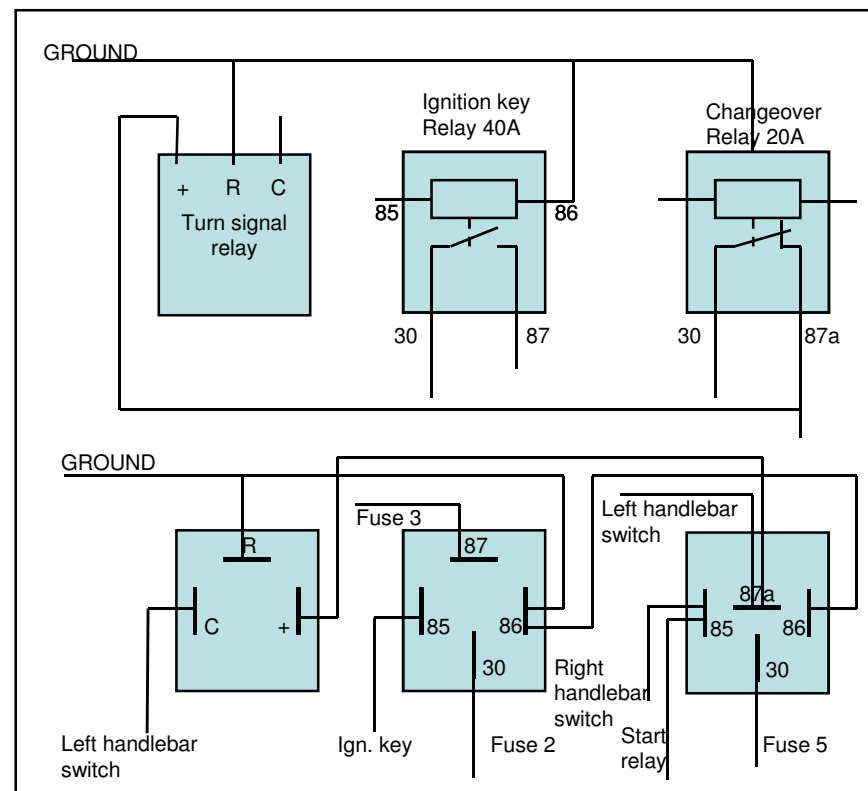 GROUND
Ignition key
Relay 40A
Changeover
Relay 20A
+ R C
Turn signal
relay
85
86
30
87
30
87a
GROUND
Fuse 3
Left handlebar
switch
R
87
87a
C
+
85
86
85
86
30
30
Right
handlebar
switch
Left handlebar
switch
Ign. key
Fuse 2
Start
relay
Fuse 5